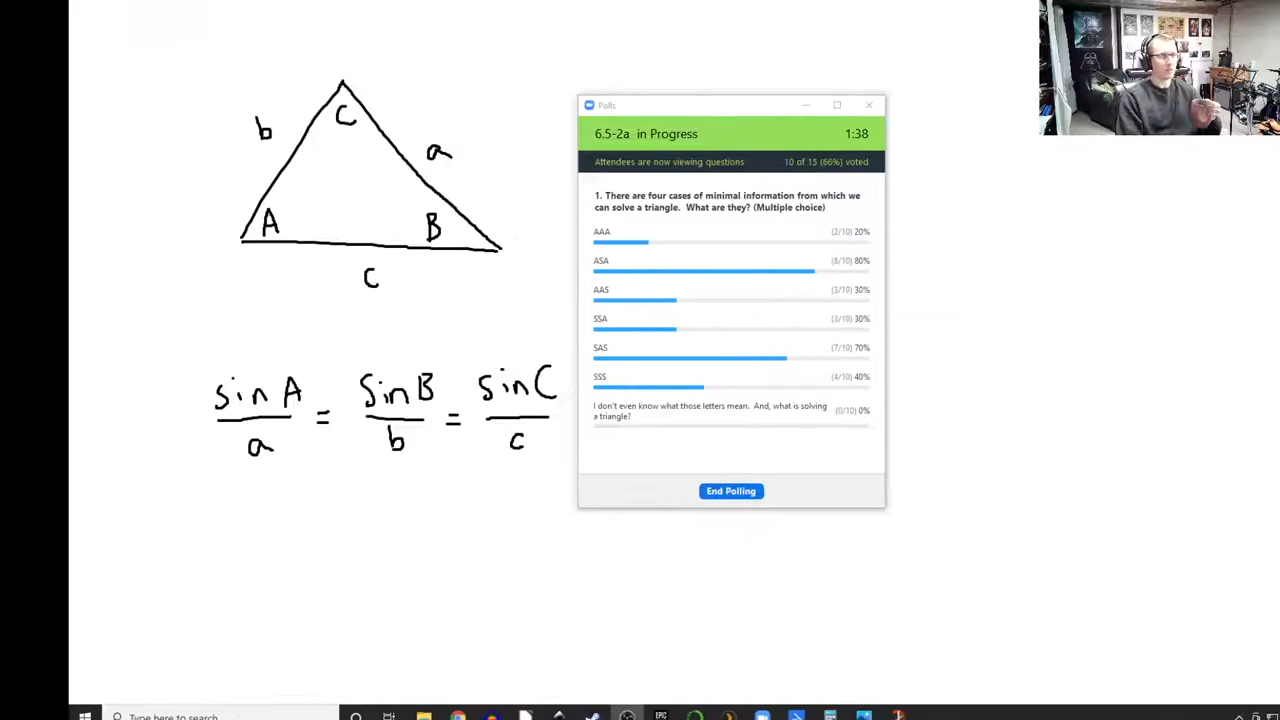 C
b
a
A
B
c
sin A
a
=
sin B
b
=
sin C
c
Polls
6.5-2a in Progress
1:38
Attendees are now viewing questions
10 of 15 (66%) voted
1. There are four cases of minimal information from which we
can solve a triangle. What are they? (Multiple choice)
AAA (2/10) 20%
ASA (8/10) 80%
AAS (3/10) 30%
SSA (3/10) 30%
SAS (7/10) 70%
SSS (4/10) 40%
I don't even know what those letters mean. And, what is solving
a triangle? (0/10) 0%
End Polling
Type here to search
EPIC